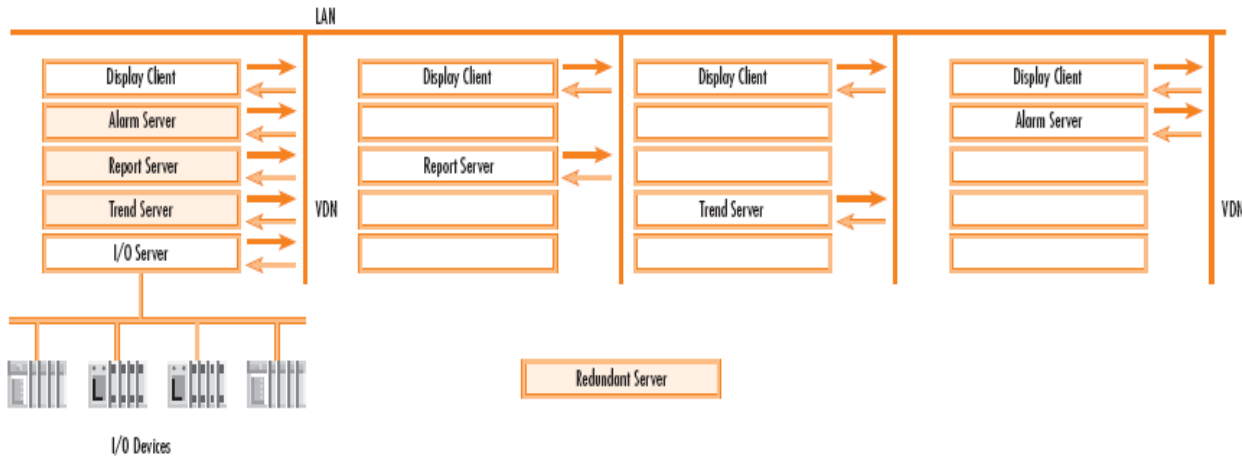 LAN
Display Client
Alarm Server
Report Server
Trend Server
I/O Server
VDN
Display Client
Report Server
Display Client
Trend Server
Display Client
Alarm Server
VDN
Redundant Server
I/O Devices